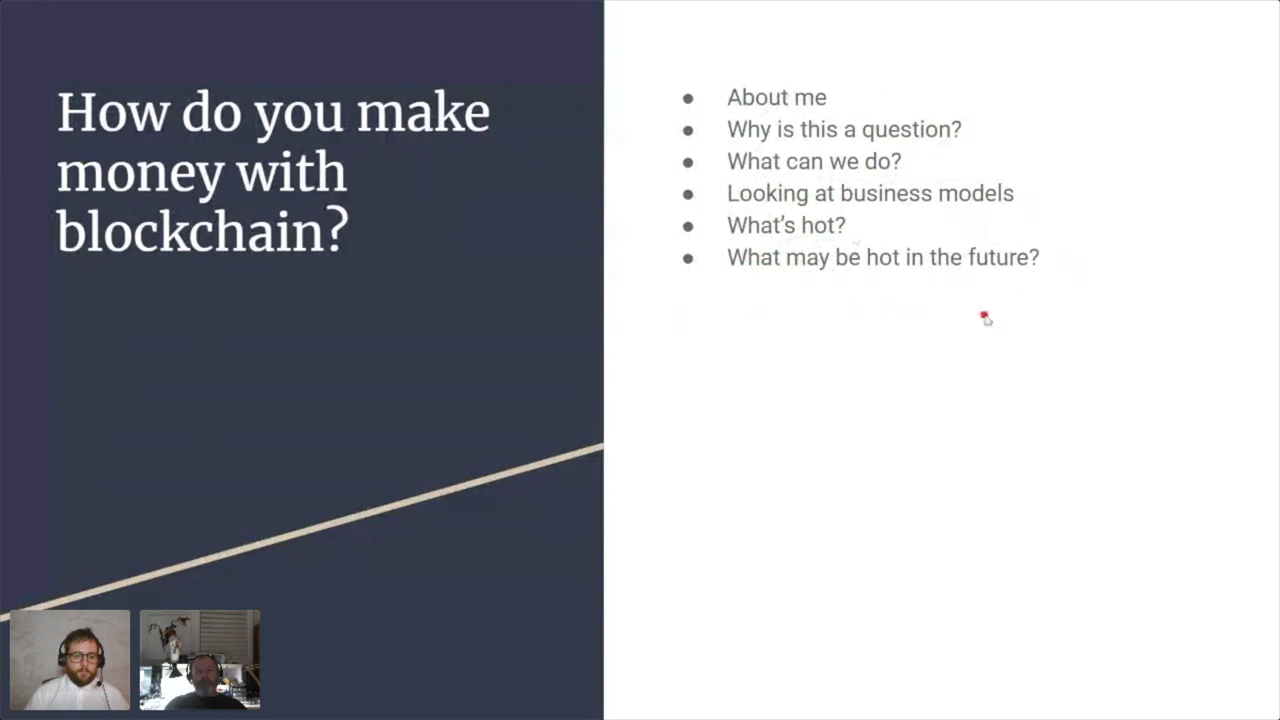 How do you make
money with
blockchain?
● About me
● Why is this a question?
● What can we do?
● Looking at business models
● What's hot?
● What may be hot in the future?